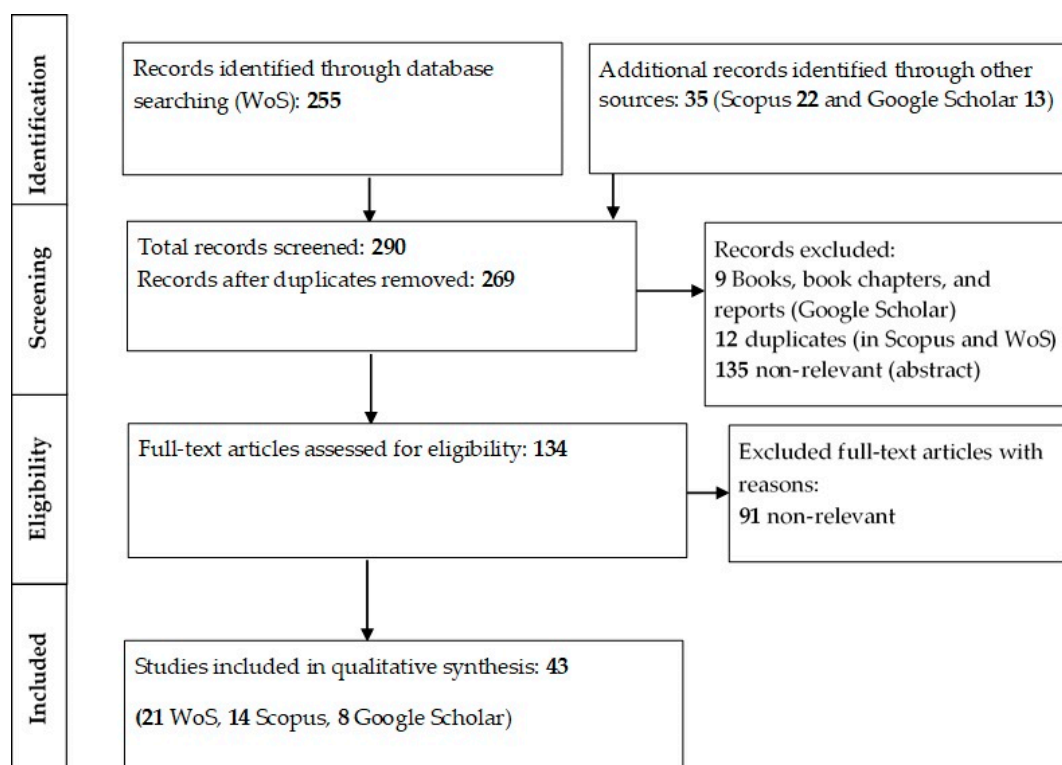 Identification
Records identified through database
searching (WoS): 255
Additional records identified through other
sources: 35 (Scopus 22 and Google Scholar 13)
Screening
Total records screened: 290
Records after duplicates removed: 269
Records excluded:
9 Books, book chapters, and
reports (Google Scholar)
12 duplicates (in Scopus and WoS)
135 non-relevant (abstract)
Eligibility
Full-text articles assessed for eligibility: 134
Excluded full-text articles with
reasons:
91 non-relevant
Included
Studies included in qualitative synthesis: 43
(21 WoS, 14 Scopus, 8 Google Scholar)